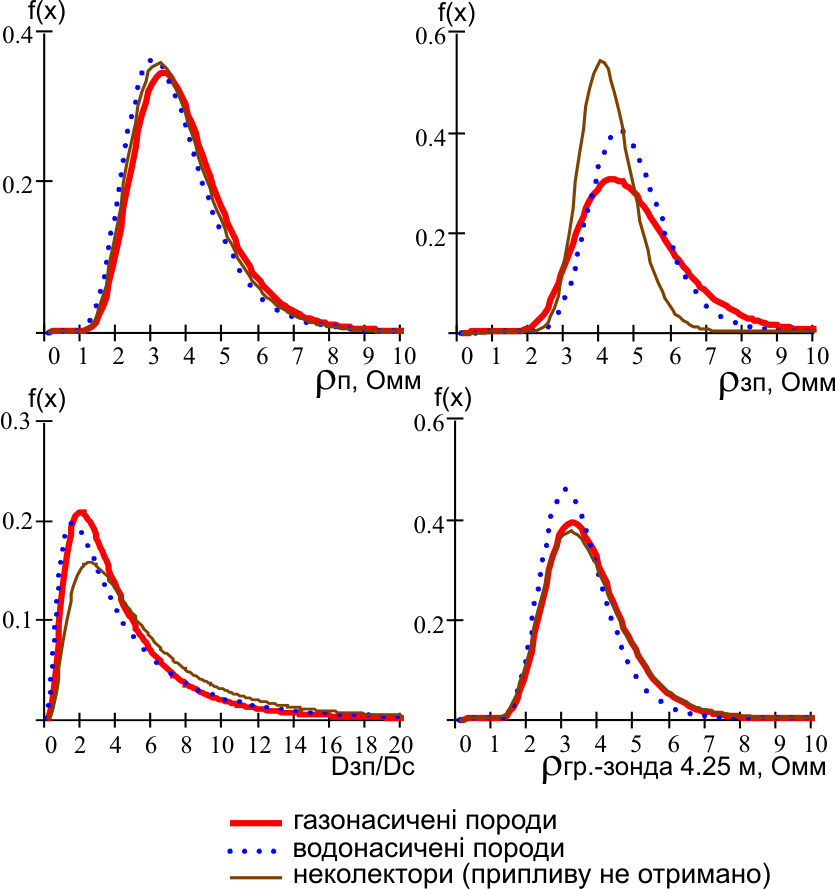 f(x) f(x)
0.4 0.6
0.4
0.2 0.2
0 1 2 3 4 5 6 7 8 9 10 0 1 2 3 4 5 6 7 8 9 10
ρп, Омм ρзп, Омм
f(x) f(x)
0.3 0.6
0.2 0.4
0.1 0.2
0 2 4 6 8 10 12 14 16 18 20 0 1 2 3 4 5 6 7 8 9 10
Dзп/Dс ρгр.-зонда 4.25 м, Омм
газонасичені породи
водонасичені породи
неколектори (припливу не отримано)